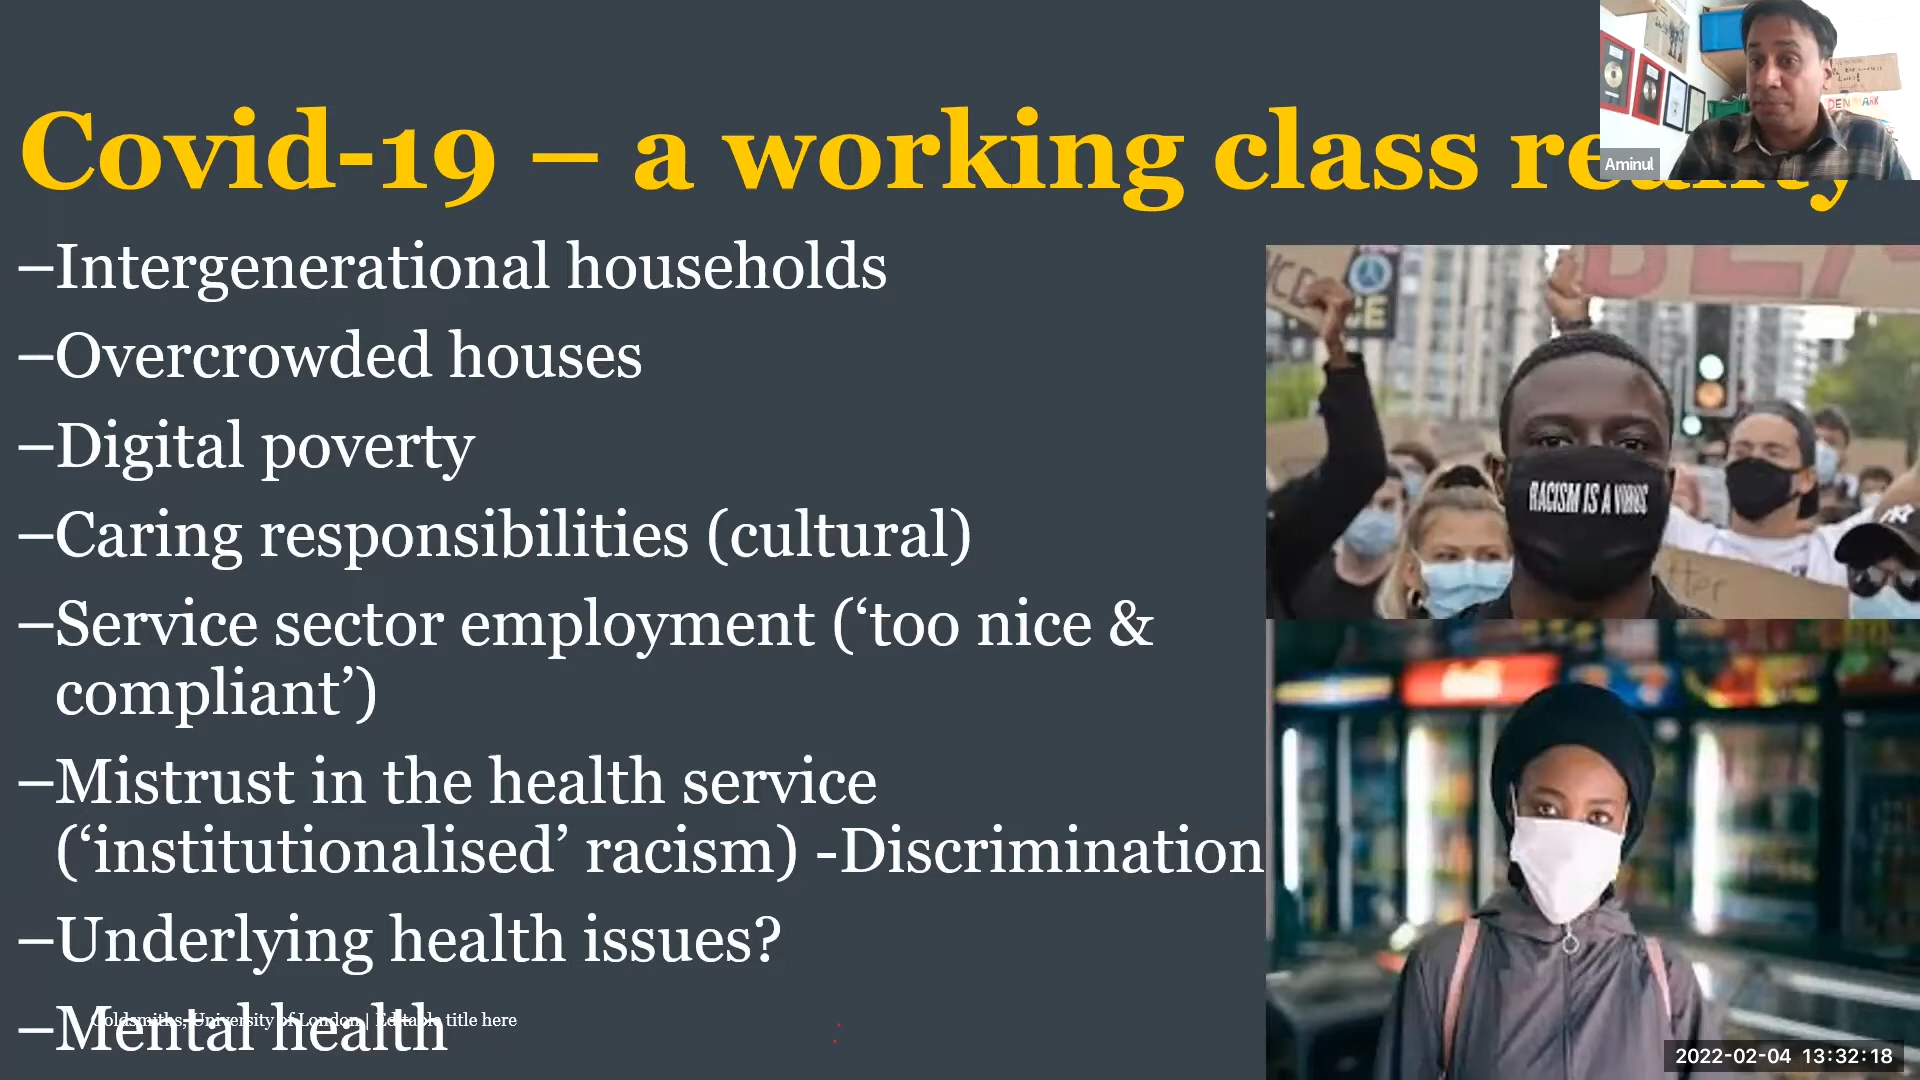 Covid-19 – a working class reality
Aminul
DENMARK
–Intergenerational households
–Overcrowded houses
–Digital poverty
–Caring responsibilities (cultural)
–Service sector employment (‘too nice &
compliant’)
–Mistrust in the health service
(‘institutionalised’ racism) -Discrimination
–Underlying health issues?
–Mental health
Goldsmiths, University of London | Editable title here
RACISM IS A VIRUS
2022-02-04 13:32:18